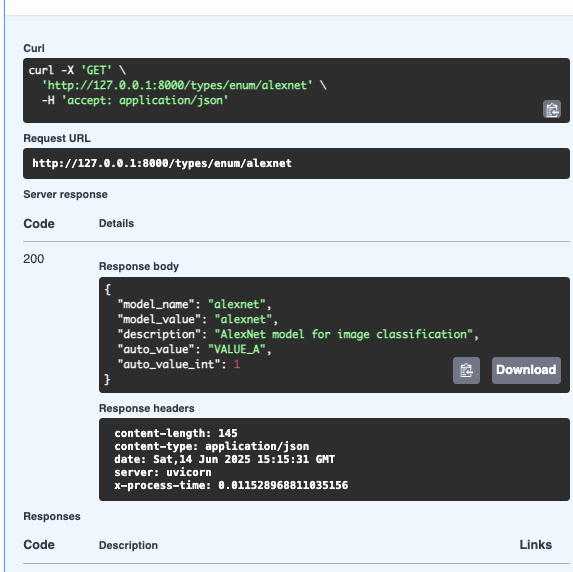 Curl
curl -X 'GET' \
  'http://127.0.0.1:8000/types/enum/alexnet' \
  -H 'accept: application/json'
Request URL
http://127.0.0.1:8000/types/enum/alexnet
Server response
Code Details
200
Response body
{
  "model_name": "alexnet",
  "model_value": "alexnet",
  "description": "AlexNet model for image classification",
  "auto_value": "VALUE_A",
  "auto_value_int": 1
}
Download
Response headers
content-length: 145
content-type: application/json
date: Sat,14 Jun 2025 15:15:31 GMT
server: uvicorn
x-process-time: 0.011528968811035156
Responses
Code Description Links